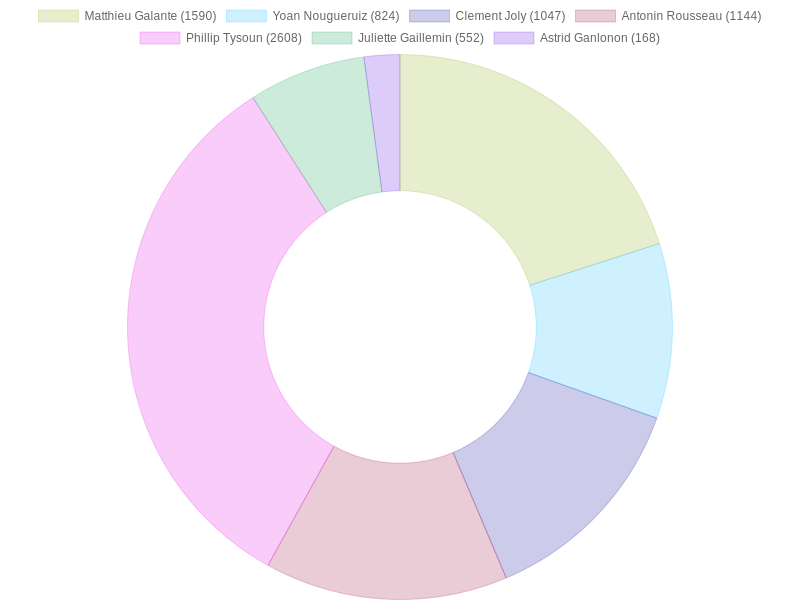 Matthieu Galante (1590) Yoan Nougueruiz (824) Clement Joly (1047) Antonin Rousseau (1144)
Phillip Tysoun (2608) Juliette Gaillemin (552) Astrid Ganlonon (168)